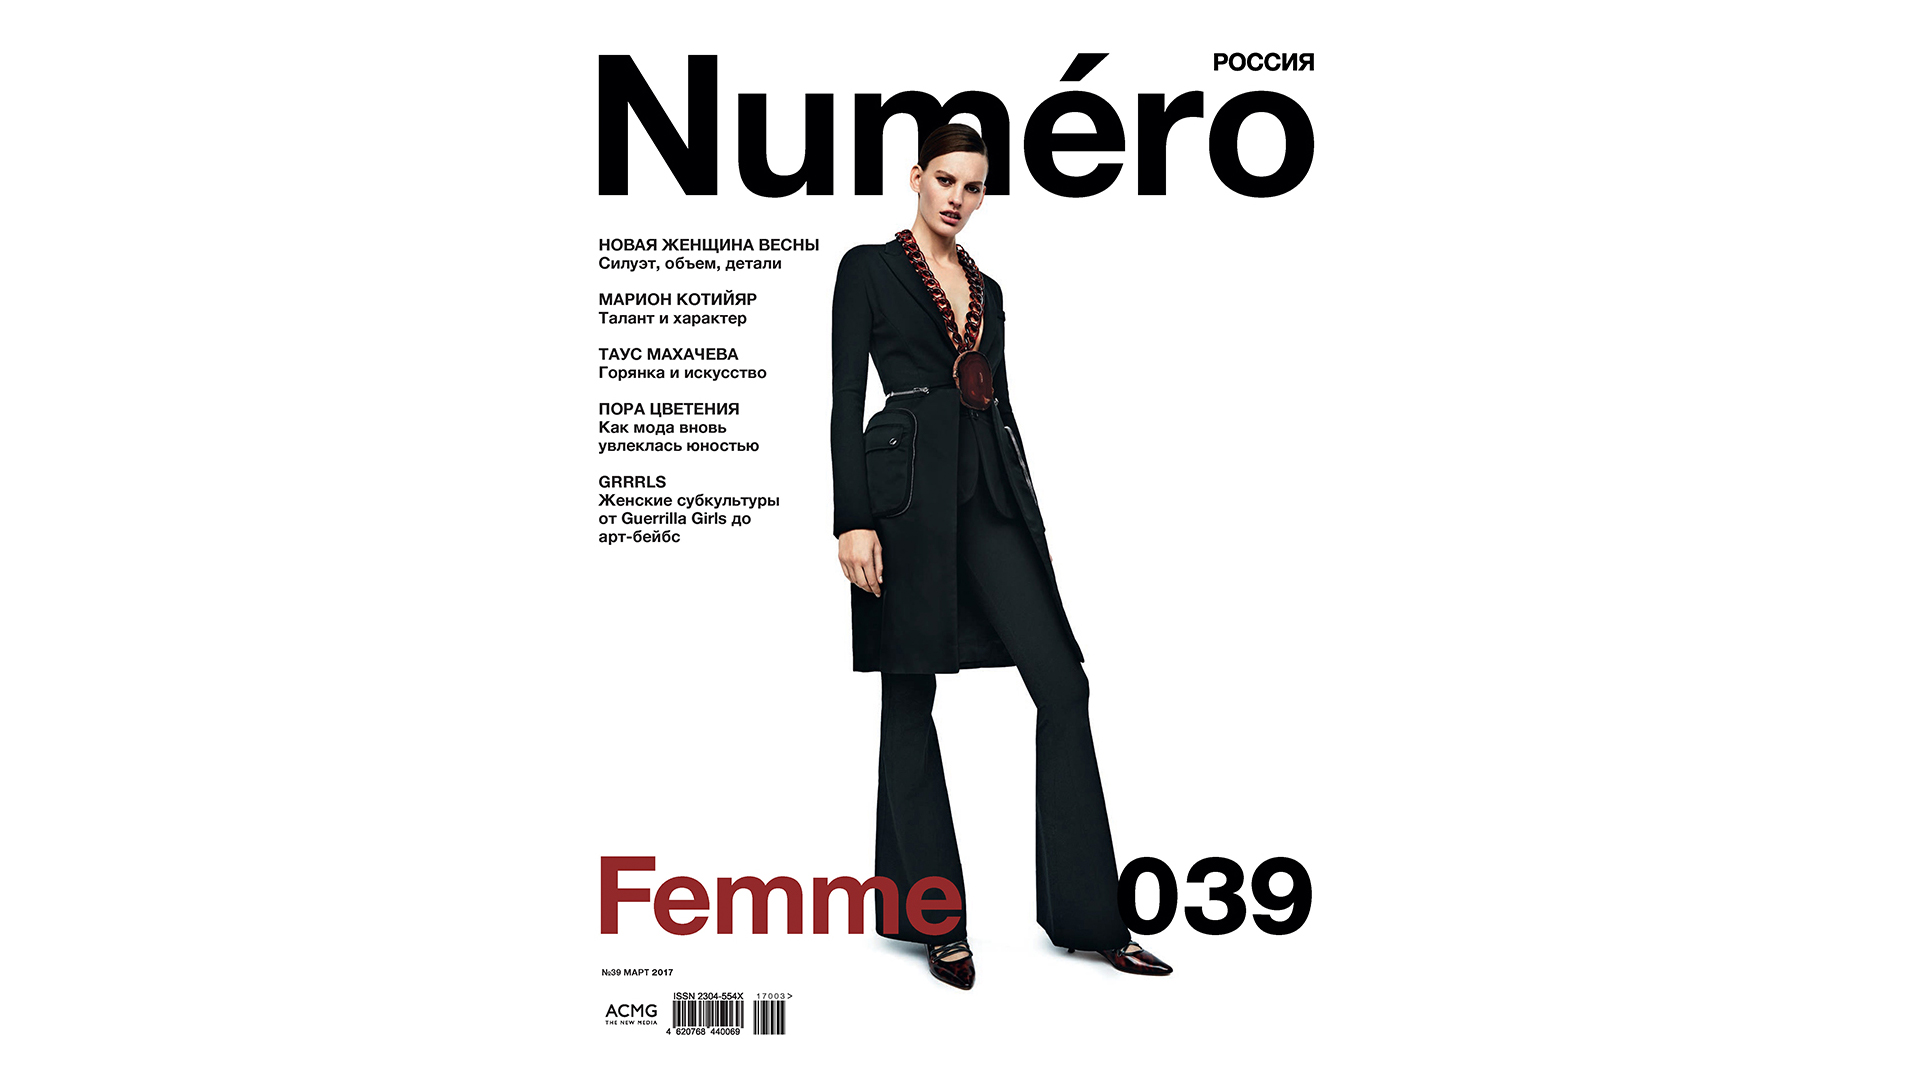 Numéro
РОССИЯ
НОВАЯ ЖЕНЩИНА ВЕСНЫ
Силуэт, объем, детали
МАРИОН КОТИЙЯР
Талант и характер
ТАУС МАХАЧЕВА
Горянка и искусство
ПОРА ЦВЕТЕНИЯ
Как мода вновь
увлеклась юностью
GRRRLS
Женские субкультуры
от Guerrilla Girls до
арт-бейбс
Femme 039
№39 МАРТ 2017
ACMG
THE NEW MEDIA
ISSN 2304-554X 17003>
4 620768 440069